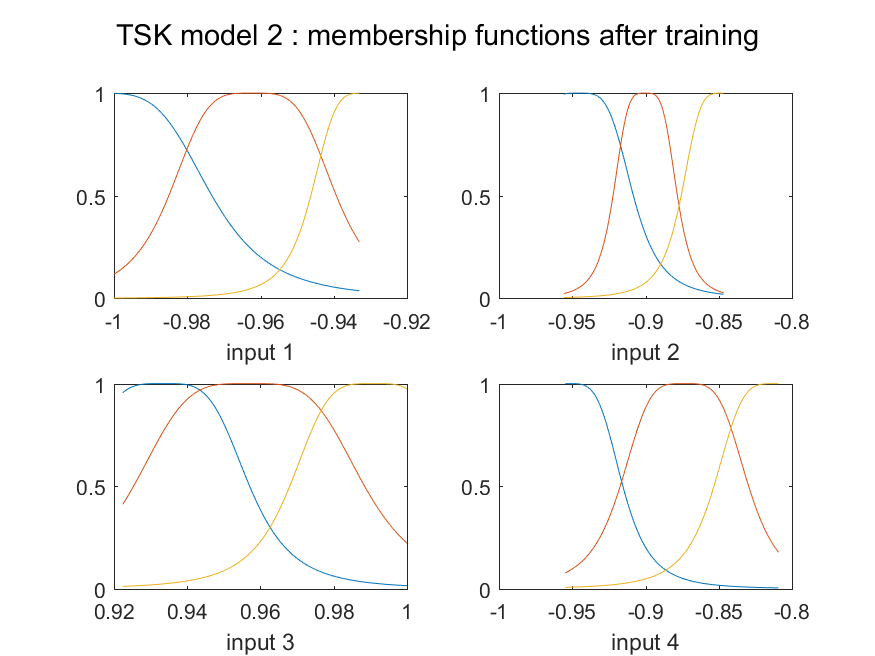 TSK model 2 : membership functions after training
1
0.5
0
-1 -0.98 -0.96 -0.94 -0.92
input 1
1
0.5
0
-1 -0.95 -0.9 -0.85 -0.8
input 2
1
0.5
0
0.92 0.94 0.96 0.98 1
input 3
1
0.5
0
-1 -0.95 -0.9 -0.85 -0.8
input 4